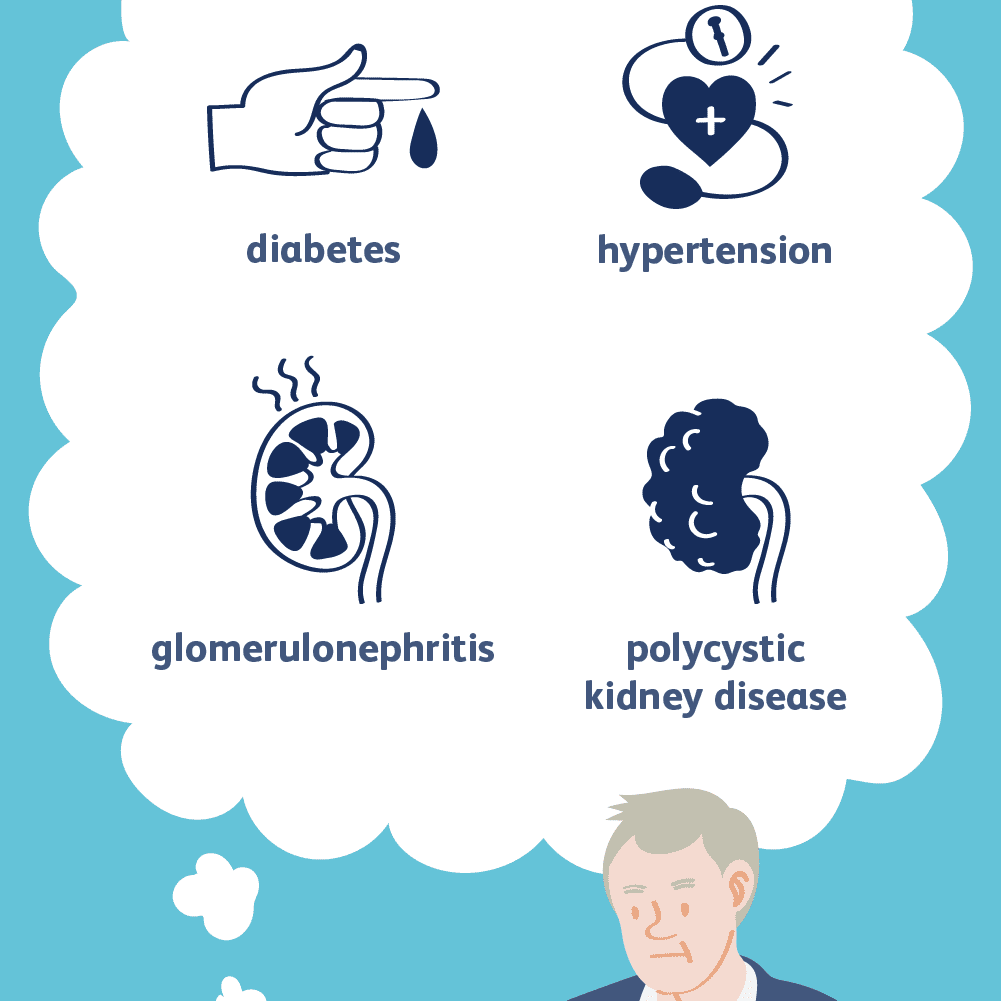 diabetes
hypertension
glomerulonephritis
polycystic
kidney disease